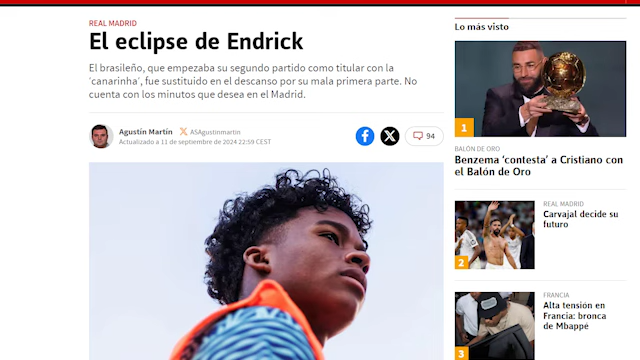 REAL MADRID
El eclipse de Endrick
El brasileño, que empezaba su segundo partido como titular con la
'canarinha', fue sustituido en el descanso por su mala primera parte. No
cuenta con los minutos que desea en el Madrid.
Agustín Martín ASAgustinmartin
Actualizado a 11 de septiembre de 2024 22:59 CEST
94
Lo más visto
1
BALÓN DE ORO
Benzema 'contesta' a Cristiano con
el Balón de Oro
2
REAL MADRID
Carvajal decide su
futuro
3
FRANCIA
Alta tensión en
Francia: bronca
de Mbappé